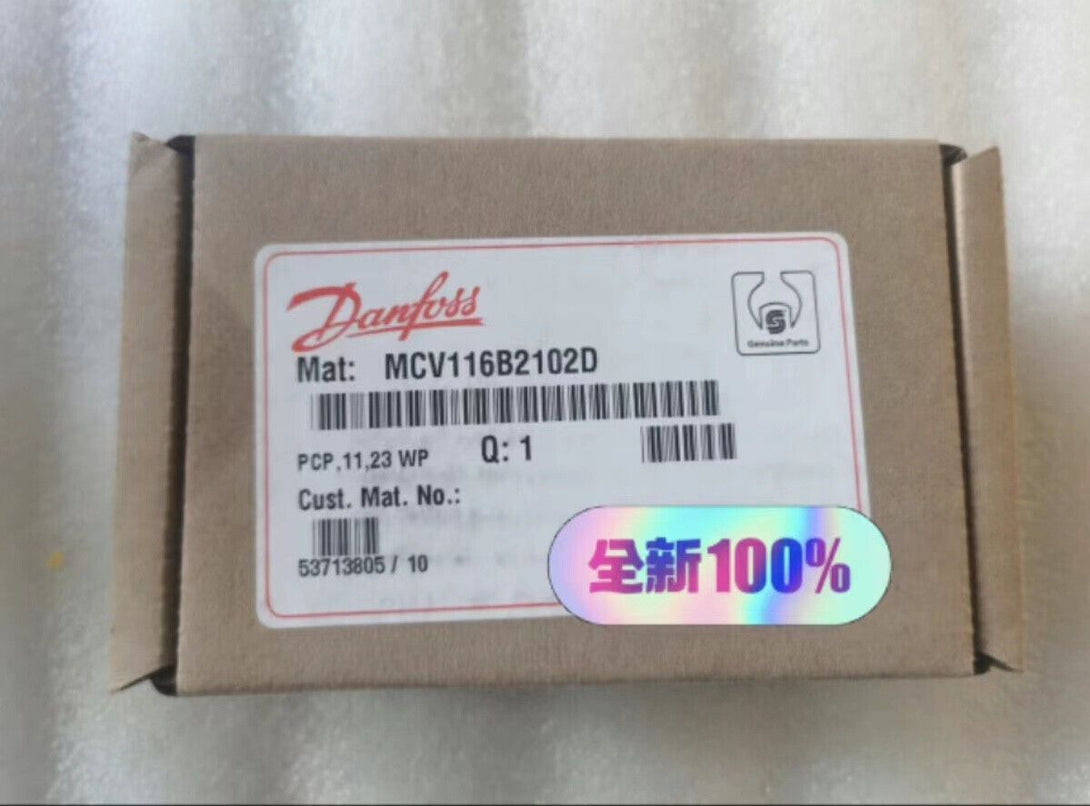 Danfoss
Genuine Parts
Mat: MCV116B2102D
PCP,11,23 WP Q: 1
Cust. Mat. No.:
53713805 / 10
全新100%